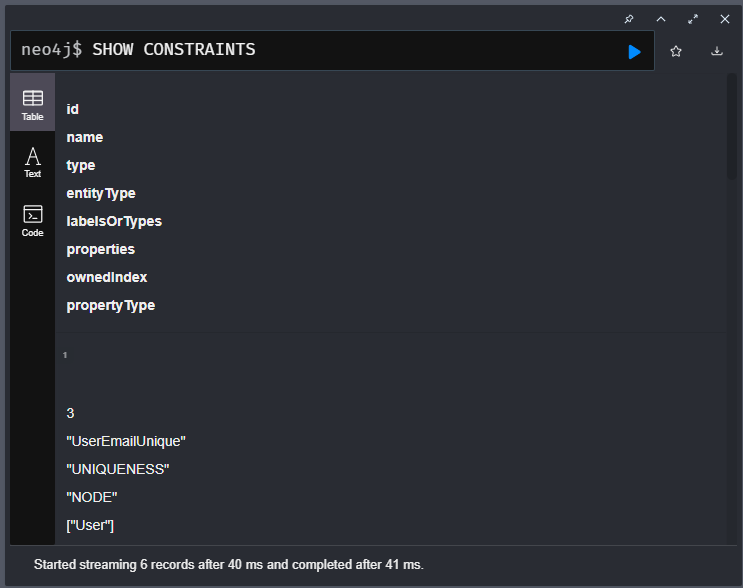 neo4j$ SHOW CONSTRAINTS
Table
Text
Code
id
name
type
entityType
labelsOrTypes
properties
ownedIndex
propertyType
1
3
"UserEmailUnique"
"UNIQUENESS"
"NODE"
["User"]
Started streaming 6 records after 40 ms and completed after 41 ms.